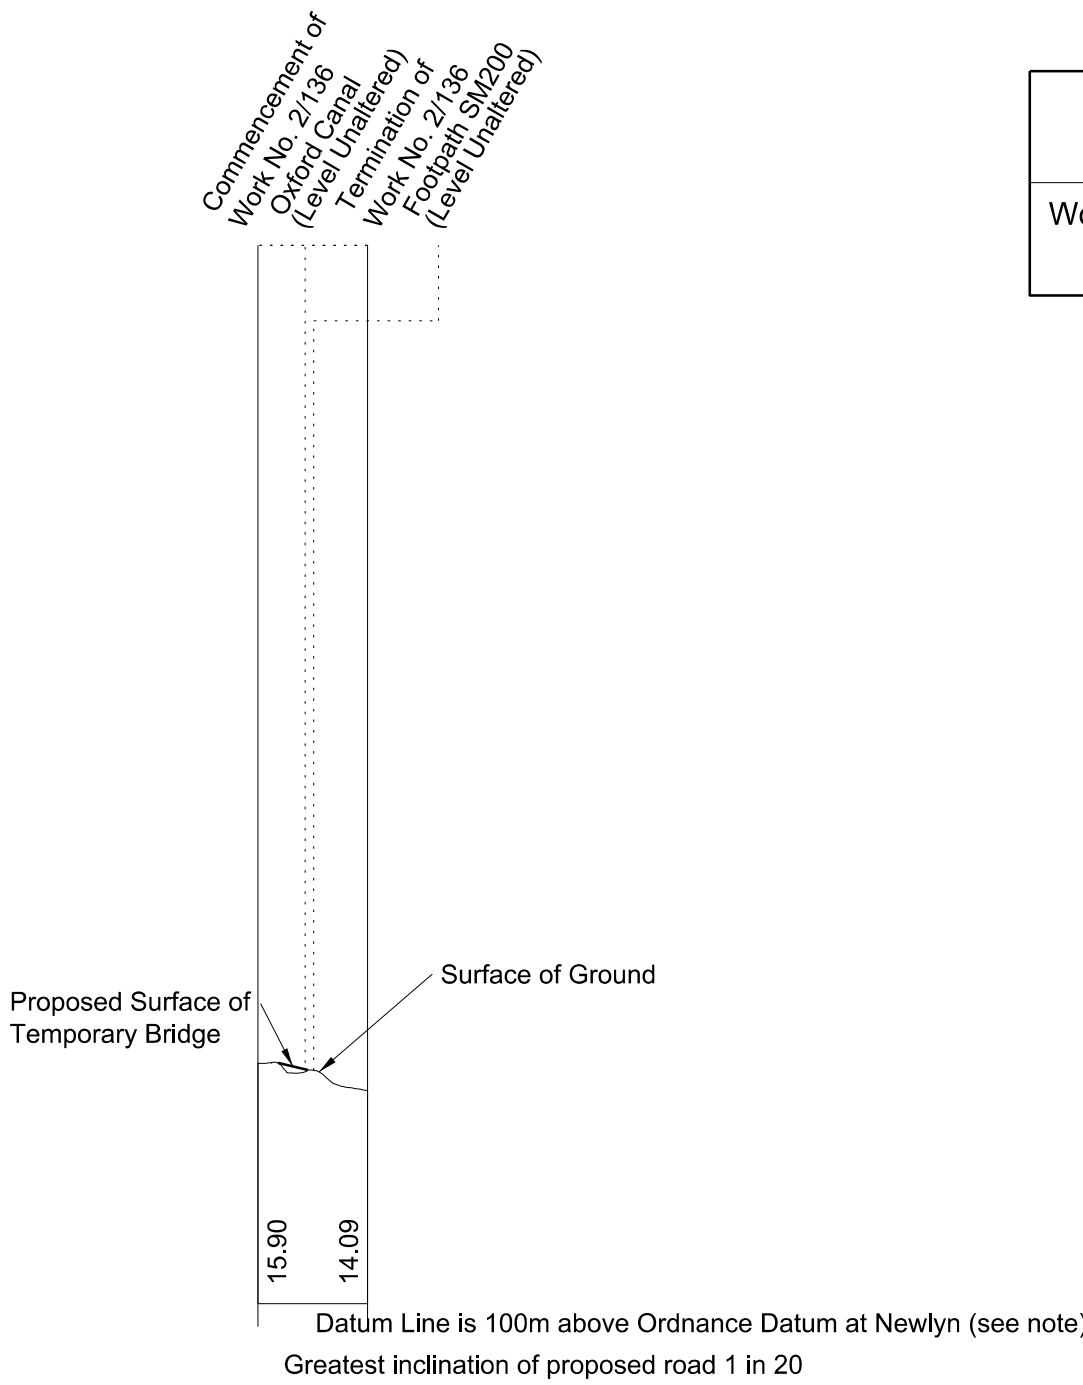 Commencement of
Work No. 2/136
Oxford Canal
(Level Unaltered)
Termination of
Work No. 2/136
Footpath SM200
(Level Unaltered)
Wo
Surface of Ground
Proposed Surface of
Temporary Bridge
15.90
14.09
Datum Line is 100m above Ordnance Datum at Newlyn (see note)
Greatest inclination of proposed road 1 in 20